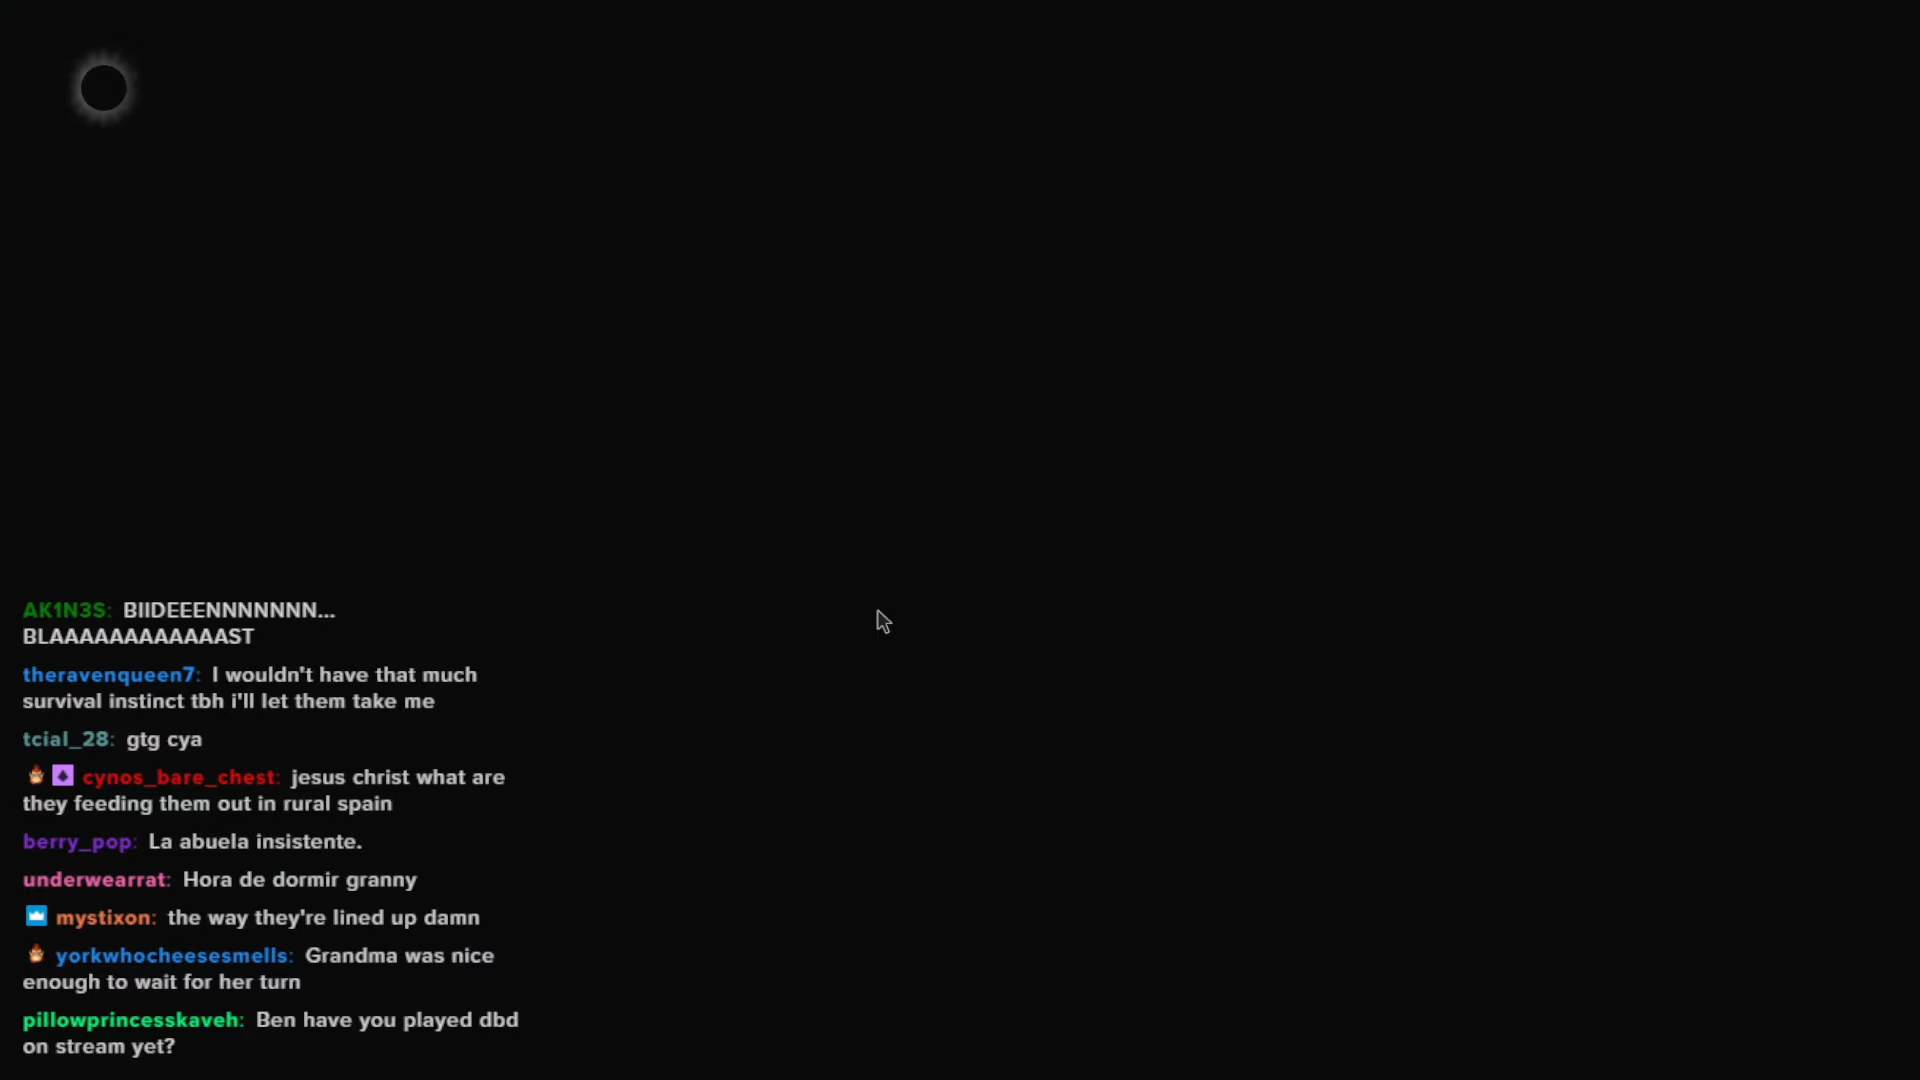 AK1N3S: BIIDEEENNNNNNN...
BLAAAAAAAAAAAAST
theravenqueen7: I wouldn't have that much
survival instinct tbh i'll let them take me
tcial_28: gtg cya
cynos_bare_chest: jesus christ what are
they feeding them out in rural spain
berry_pop: La abuela insistente.
underwearrat: Hora de dormir granny
mystixon: the way they're lined up damn
yorkwhocheesesmells: Grandma was nice
enough to wait for her turn
pillowprincesskaveh: Ben have you played dbd
on stream yet?